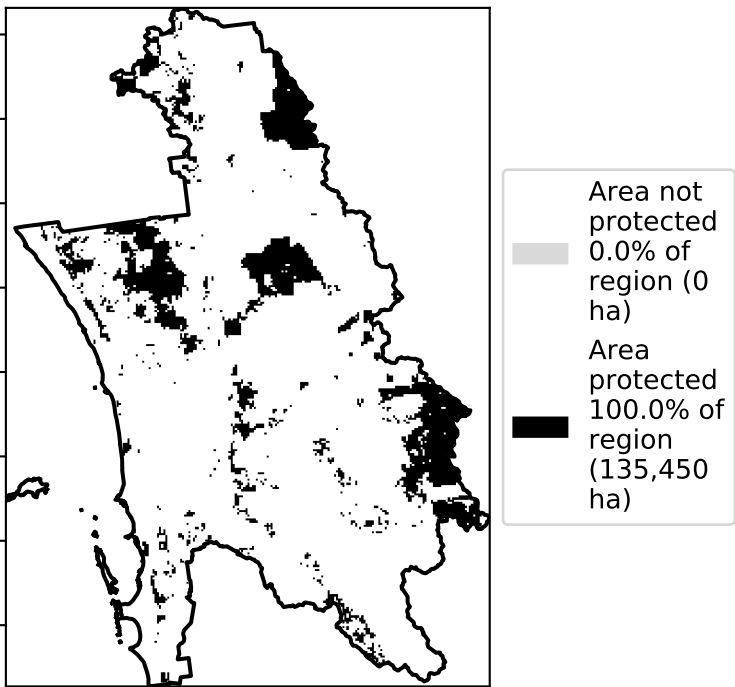 Area not
protected
0.0% of
region (0
ha)
Area
protected
100.0% of
region
(135,450
ha)